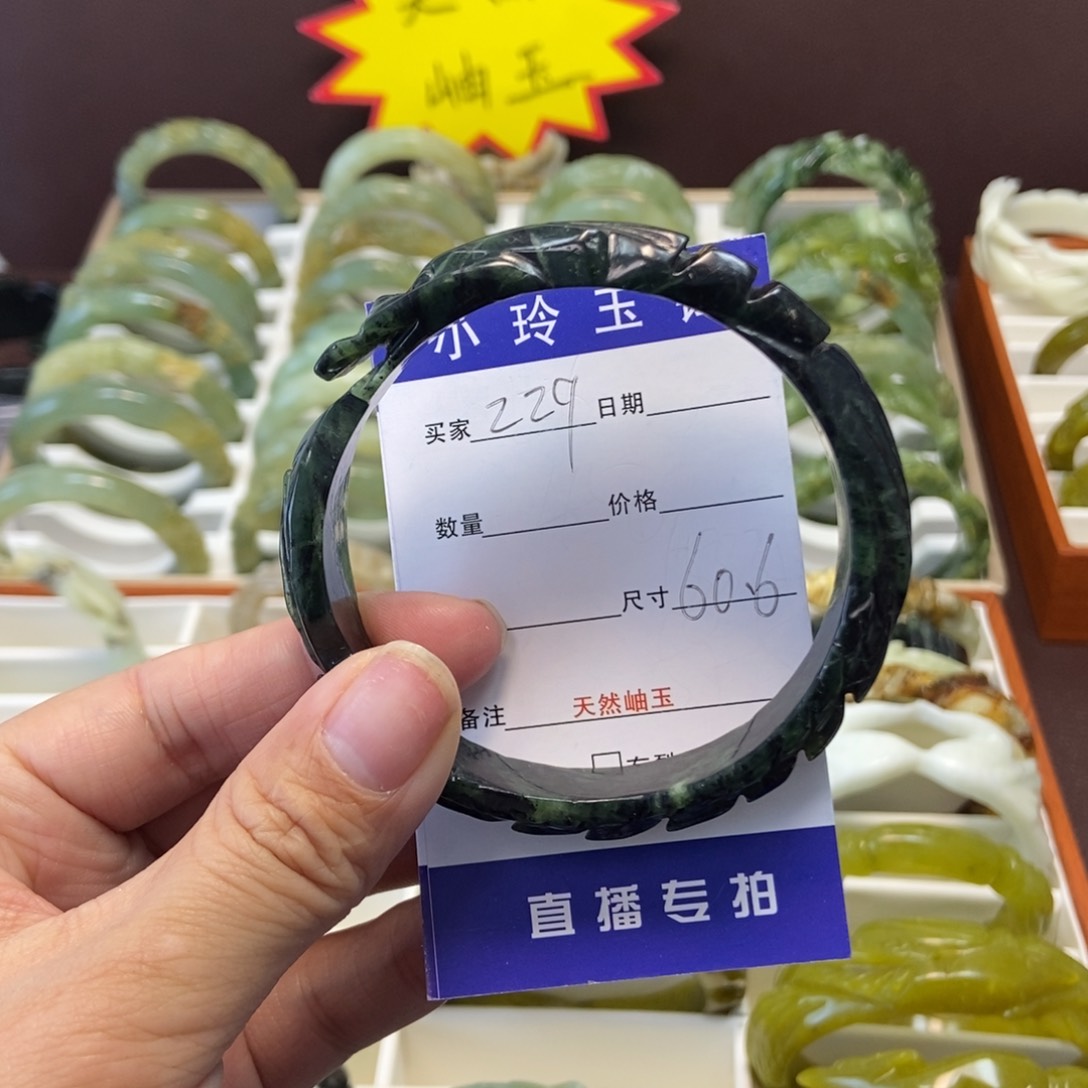 岫玉
小玲玉
买家 229 日期
数量 价格
尺寸 60.6
备注 天然岫玉
直播专拍